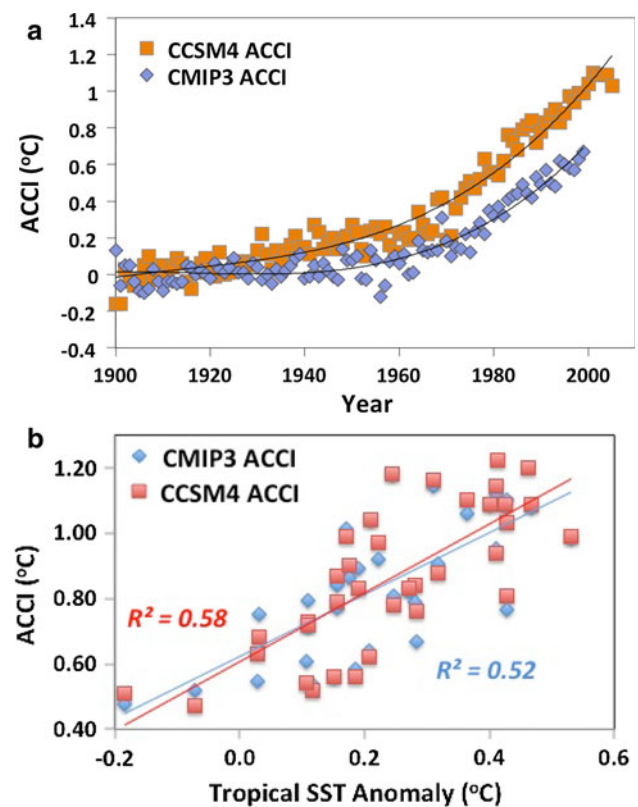 a
CCSM4 ACCI
CMIP3 ACCI
ACCI (°C)
1.4
1.2
1
0.8
0.6
0.4
0.2
0
-0.2
-0.4
1900 1920 1940 1960 1980 2000
Year
b
CMIP3 ACCI
CCSM4 ACCI
ACCI (°C)
1.20
1.00
0.80
0.60
0.40
R² = 0.58
R² = 0.52
-0.2 0.0 0.2 0.4 0.6
Tropical SST Anomaly (°C)